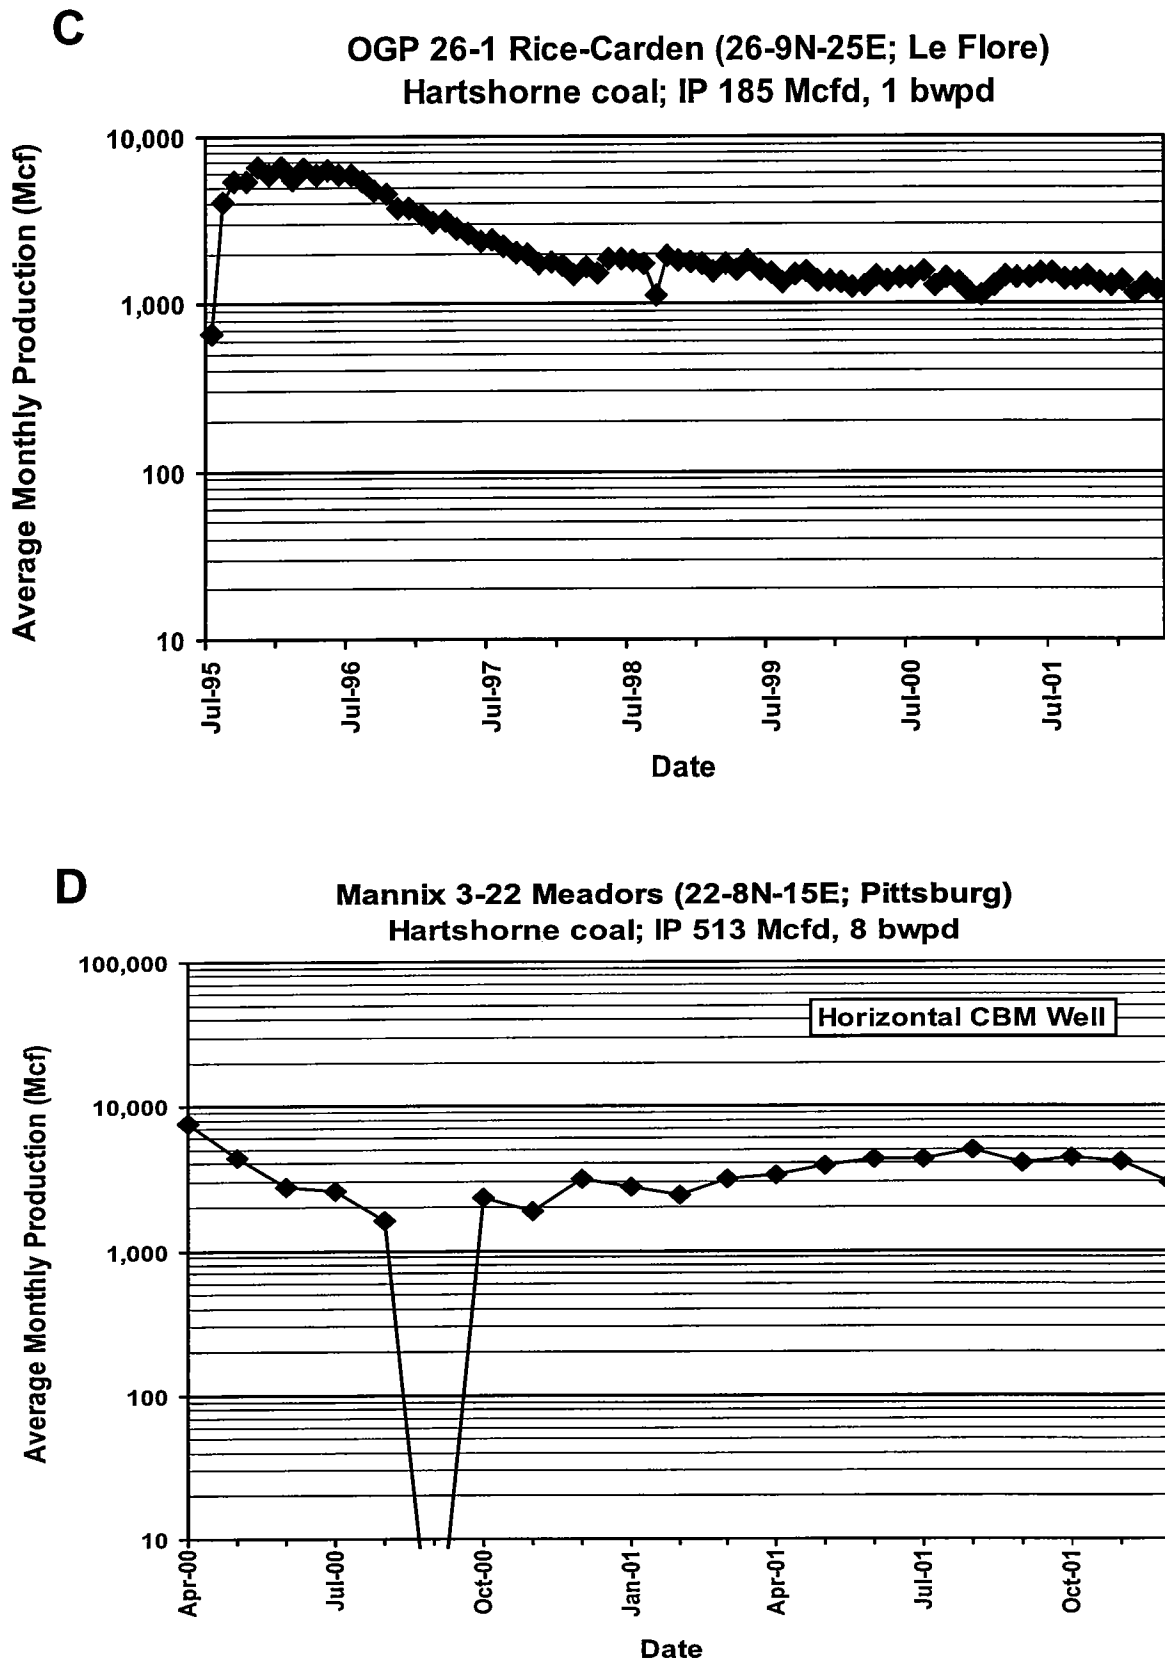 C
OGP 26-1 Rice-Carden (26-9N-25E; Le Flore)
Hartshorne coal; IP 185 Mcfd, 1 bwpd
Average Monthly Production (Mcf)
10,000
1,000
100
10
Jul-95
Jul-96
Jul-97
Jul-98
Jul-99
Jul-00
Jul-01
Date
D
Mannix 3-22 Meadors (22-8N-15E; Pittsburg)
Hartshorne coal; IP 513 Mcfd, 8 bwpd
Average Monthly Production (Mcf)
100,000
Horizontal CBM Well
10,000
1,000
100
10
Apr-00
Jul-00
Oct-00
Jan-01
Apr-01
Jul-01
Oct-01
Date